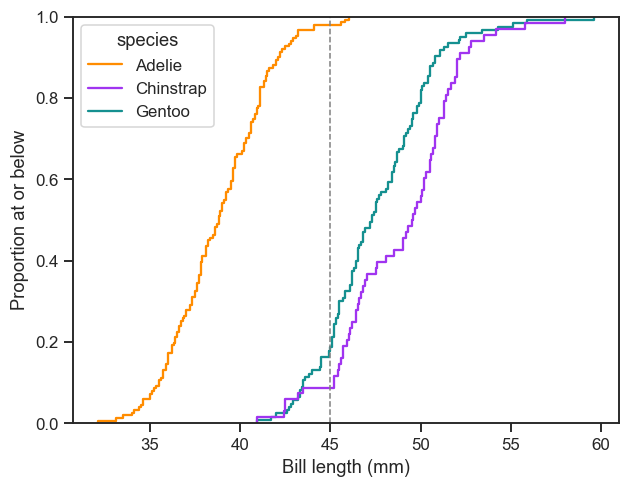 species
Adelie
Chinstrap
Gentoo
Proportion at or below
1.0
0.8
0.6
0.4
0.2
0.0
35 40 45 50 55 60
Bill length (mm)